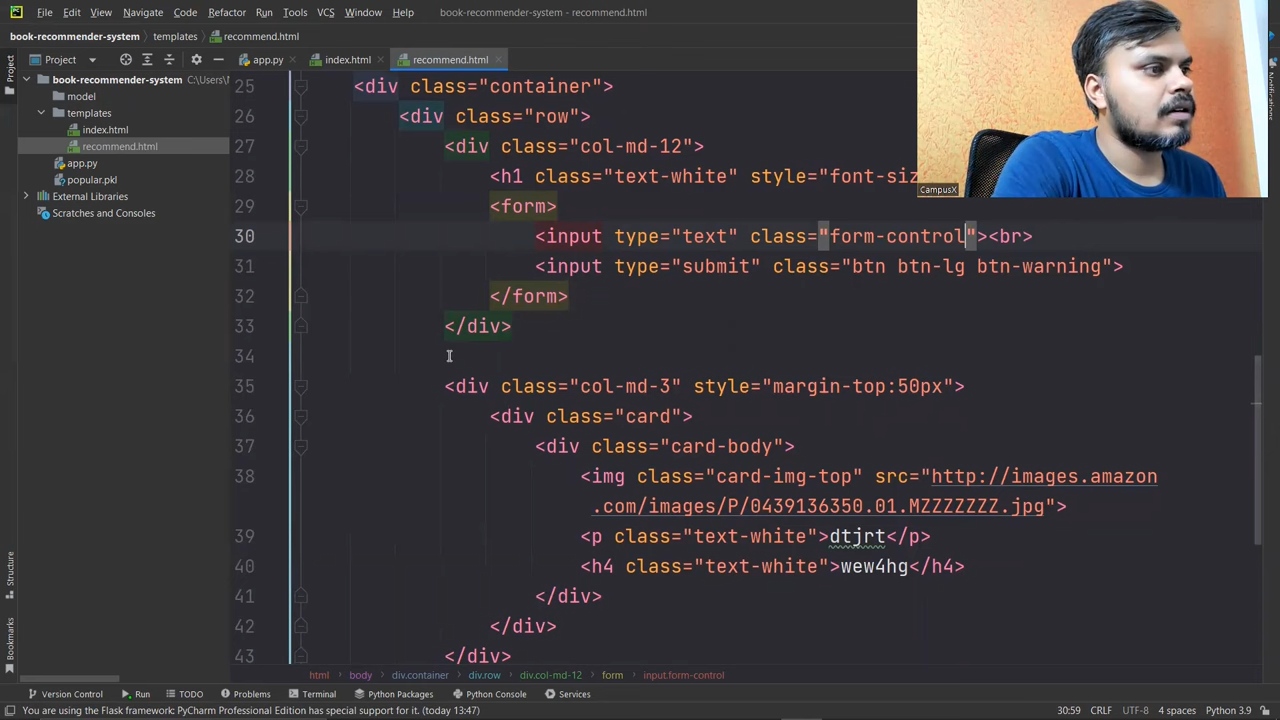 File Edit View Navigate Code Refactor Run Tools VCS Window Help book-recommender-system - recommend.html
book-recommender-system templates recommend.html
Project app.py index.html recommend.html
book-recommender-system C:\Users\
model
templates
index.html
recommend.html
app.py
popular.pkl
External Libraries
Scratches and Consoles
Project
Structure
Bookmarks
Notifications
CampusX
25 <div class="container">
26 <div class="row">
27 <div class="col-md-12">
28 <h1 class="text-white" style="font-siz
29 <form>
30 <input type="text" class="form-control"><br>
31 <input type="submit" class="btn btn-lg btn-warning">
32 </form>
33 </div>
34
35 <div class="col-md-3" style="margin-top:50px">
36 <div class="card">
37 <div class="card-body">
38 <img class="card-img-top" src="http://images.amazon
.com/images/P/0439136350.01.MZZZZZZZ.jpg">
39 <p class="text-white">dtjrt</p>
40 <h4 class="text-white">wew4hg</h4>
41 </div>
42 </div>
43 </div>
html body div.container div.row div.col-md-12 form input.form-control
Version Control Run TODO Problems Terminal Python Packages Python Console Services
You are using the Flask framework: PyCharm Professional Edition has special support for it. (today 13:47) 30:59 CRLF UTF-8 4 spaces Python 3.9